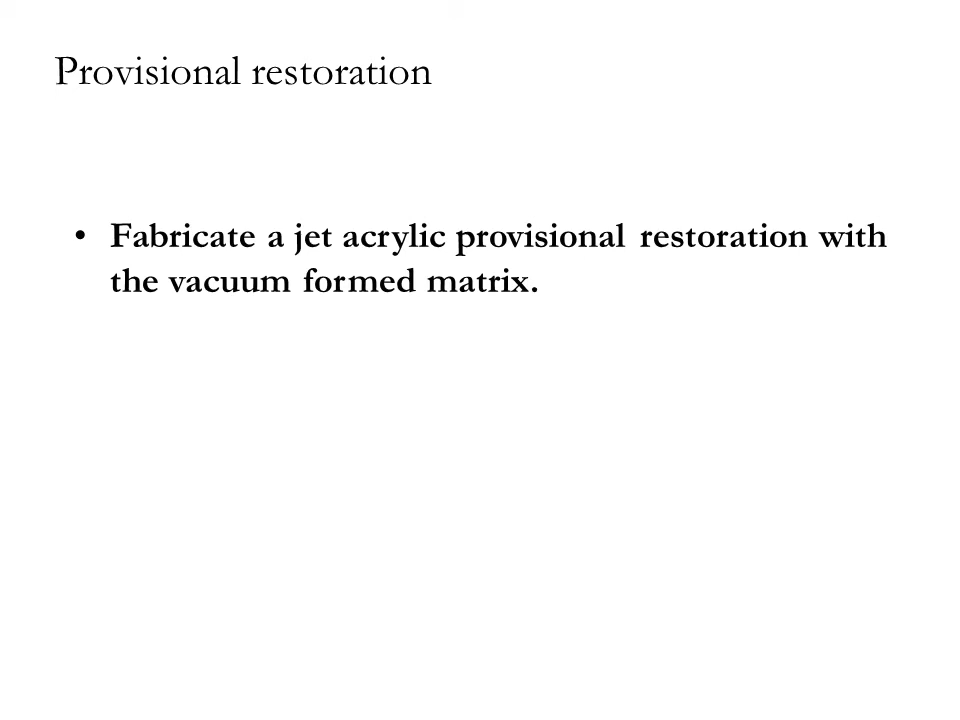 Provisional restoration
• Fabricate a jet acrylic provisional restoration with
the vacuum formed matrix.